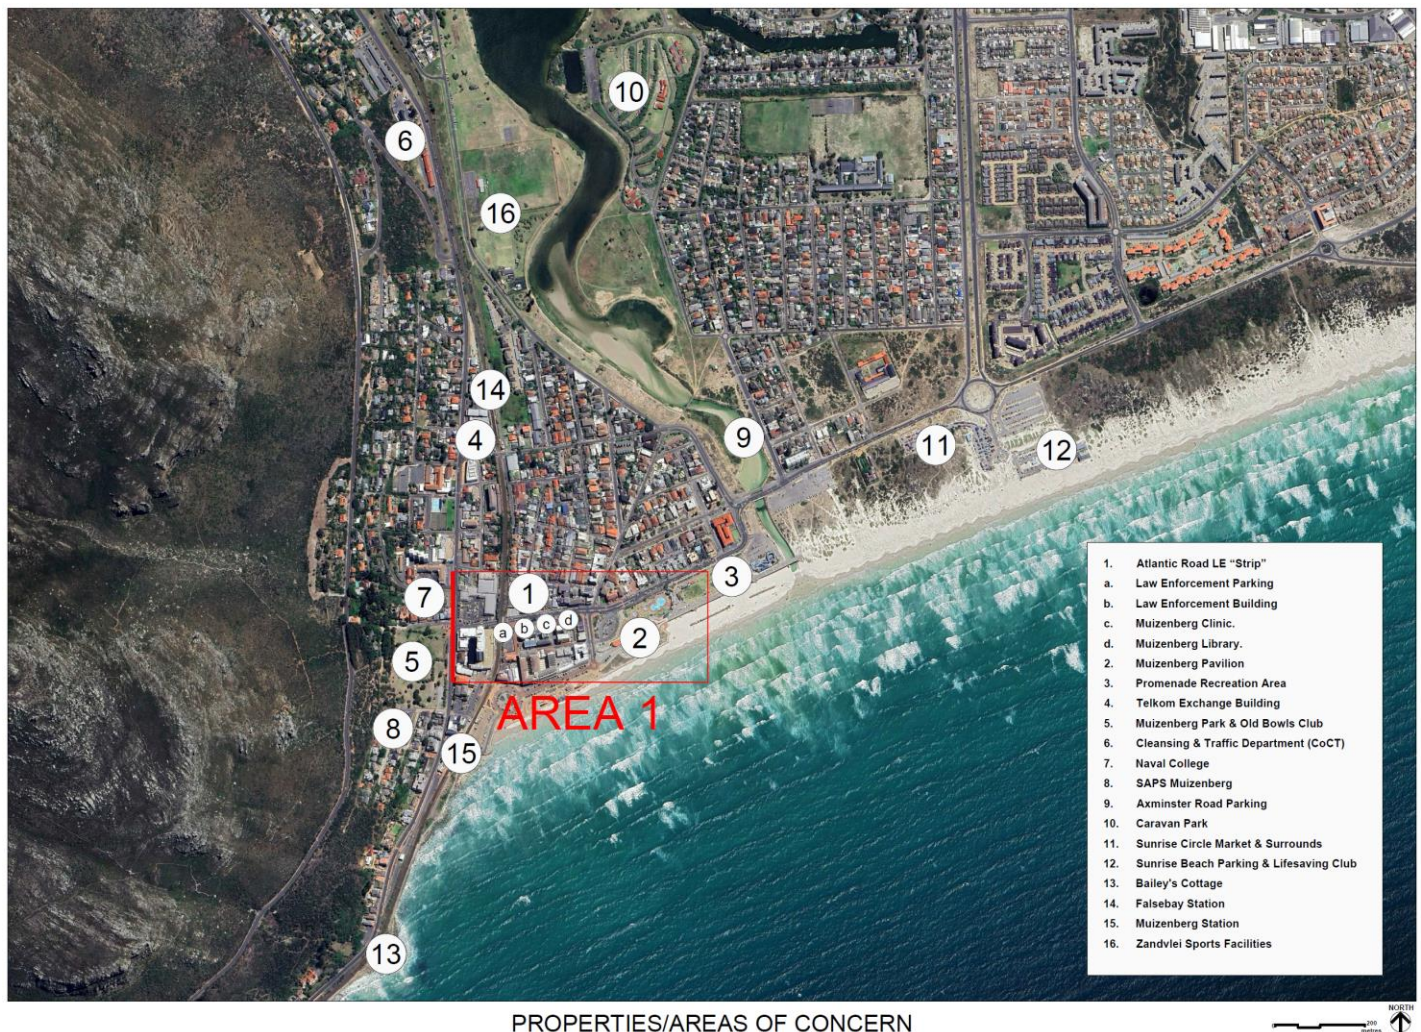 10
6
16
14
4
9
11
12
1
3
7
a b c d
2
5
AREA 1
8
15
13
1. Atlantic Road LE “Strip”
a. Law Enforcement Parking
b. Law Enforcement Building
c. Muizenberg Clinic.
d. Muizenberg Library.
2. Muizenberg Pavilion
3. Promenade Recreation Area
4. Telkom Exchange Building
5. Muizenberg Park & Old Bowls Club
6. Cleansing & Traffic Department (CoCT)
7. Naval College
8. SAPS Muizenberg
9. Axminster Road Parking
10. Caravan Park
11. Sunrise Circle Market & Surrounds
12. Sunrise Beach Parking & Lifesaving Club
13. Bailey's Cottage
14. Falsebay Station
15. Muizenberg Station
16. Zandvlei Sports Facilities
PROPERTIES/AREAS OF CONCERN
0 200
metres
NORTH